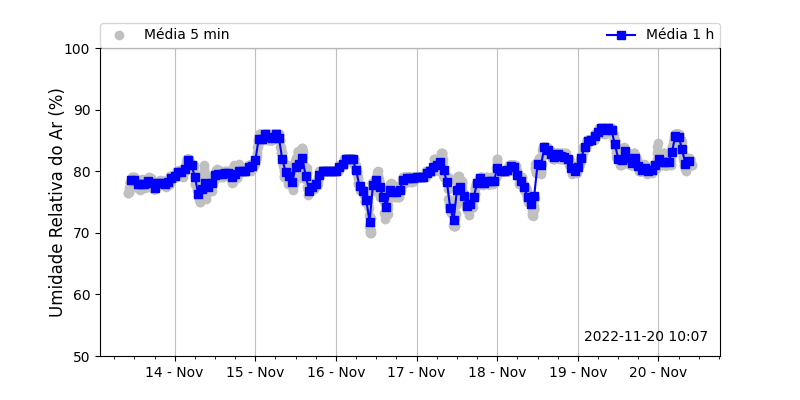 Média 5 min
Média 1 h
100
90
80
70
60
50
Umidade Relativa do Ar (%)
2022-11-20 10:07
14 - Nov
15 - Nov
16 - Nov
17 - Nov
18 - Nov
19 - Nov
20 - Nov